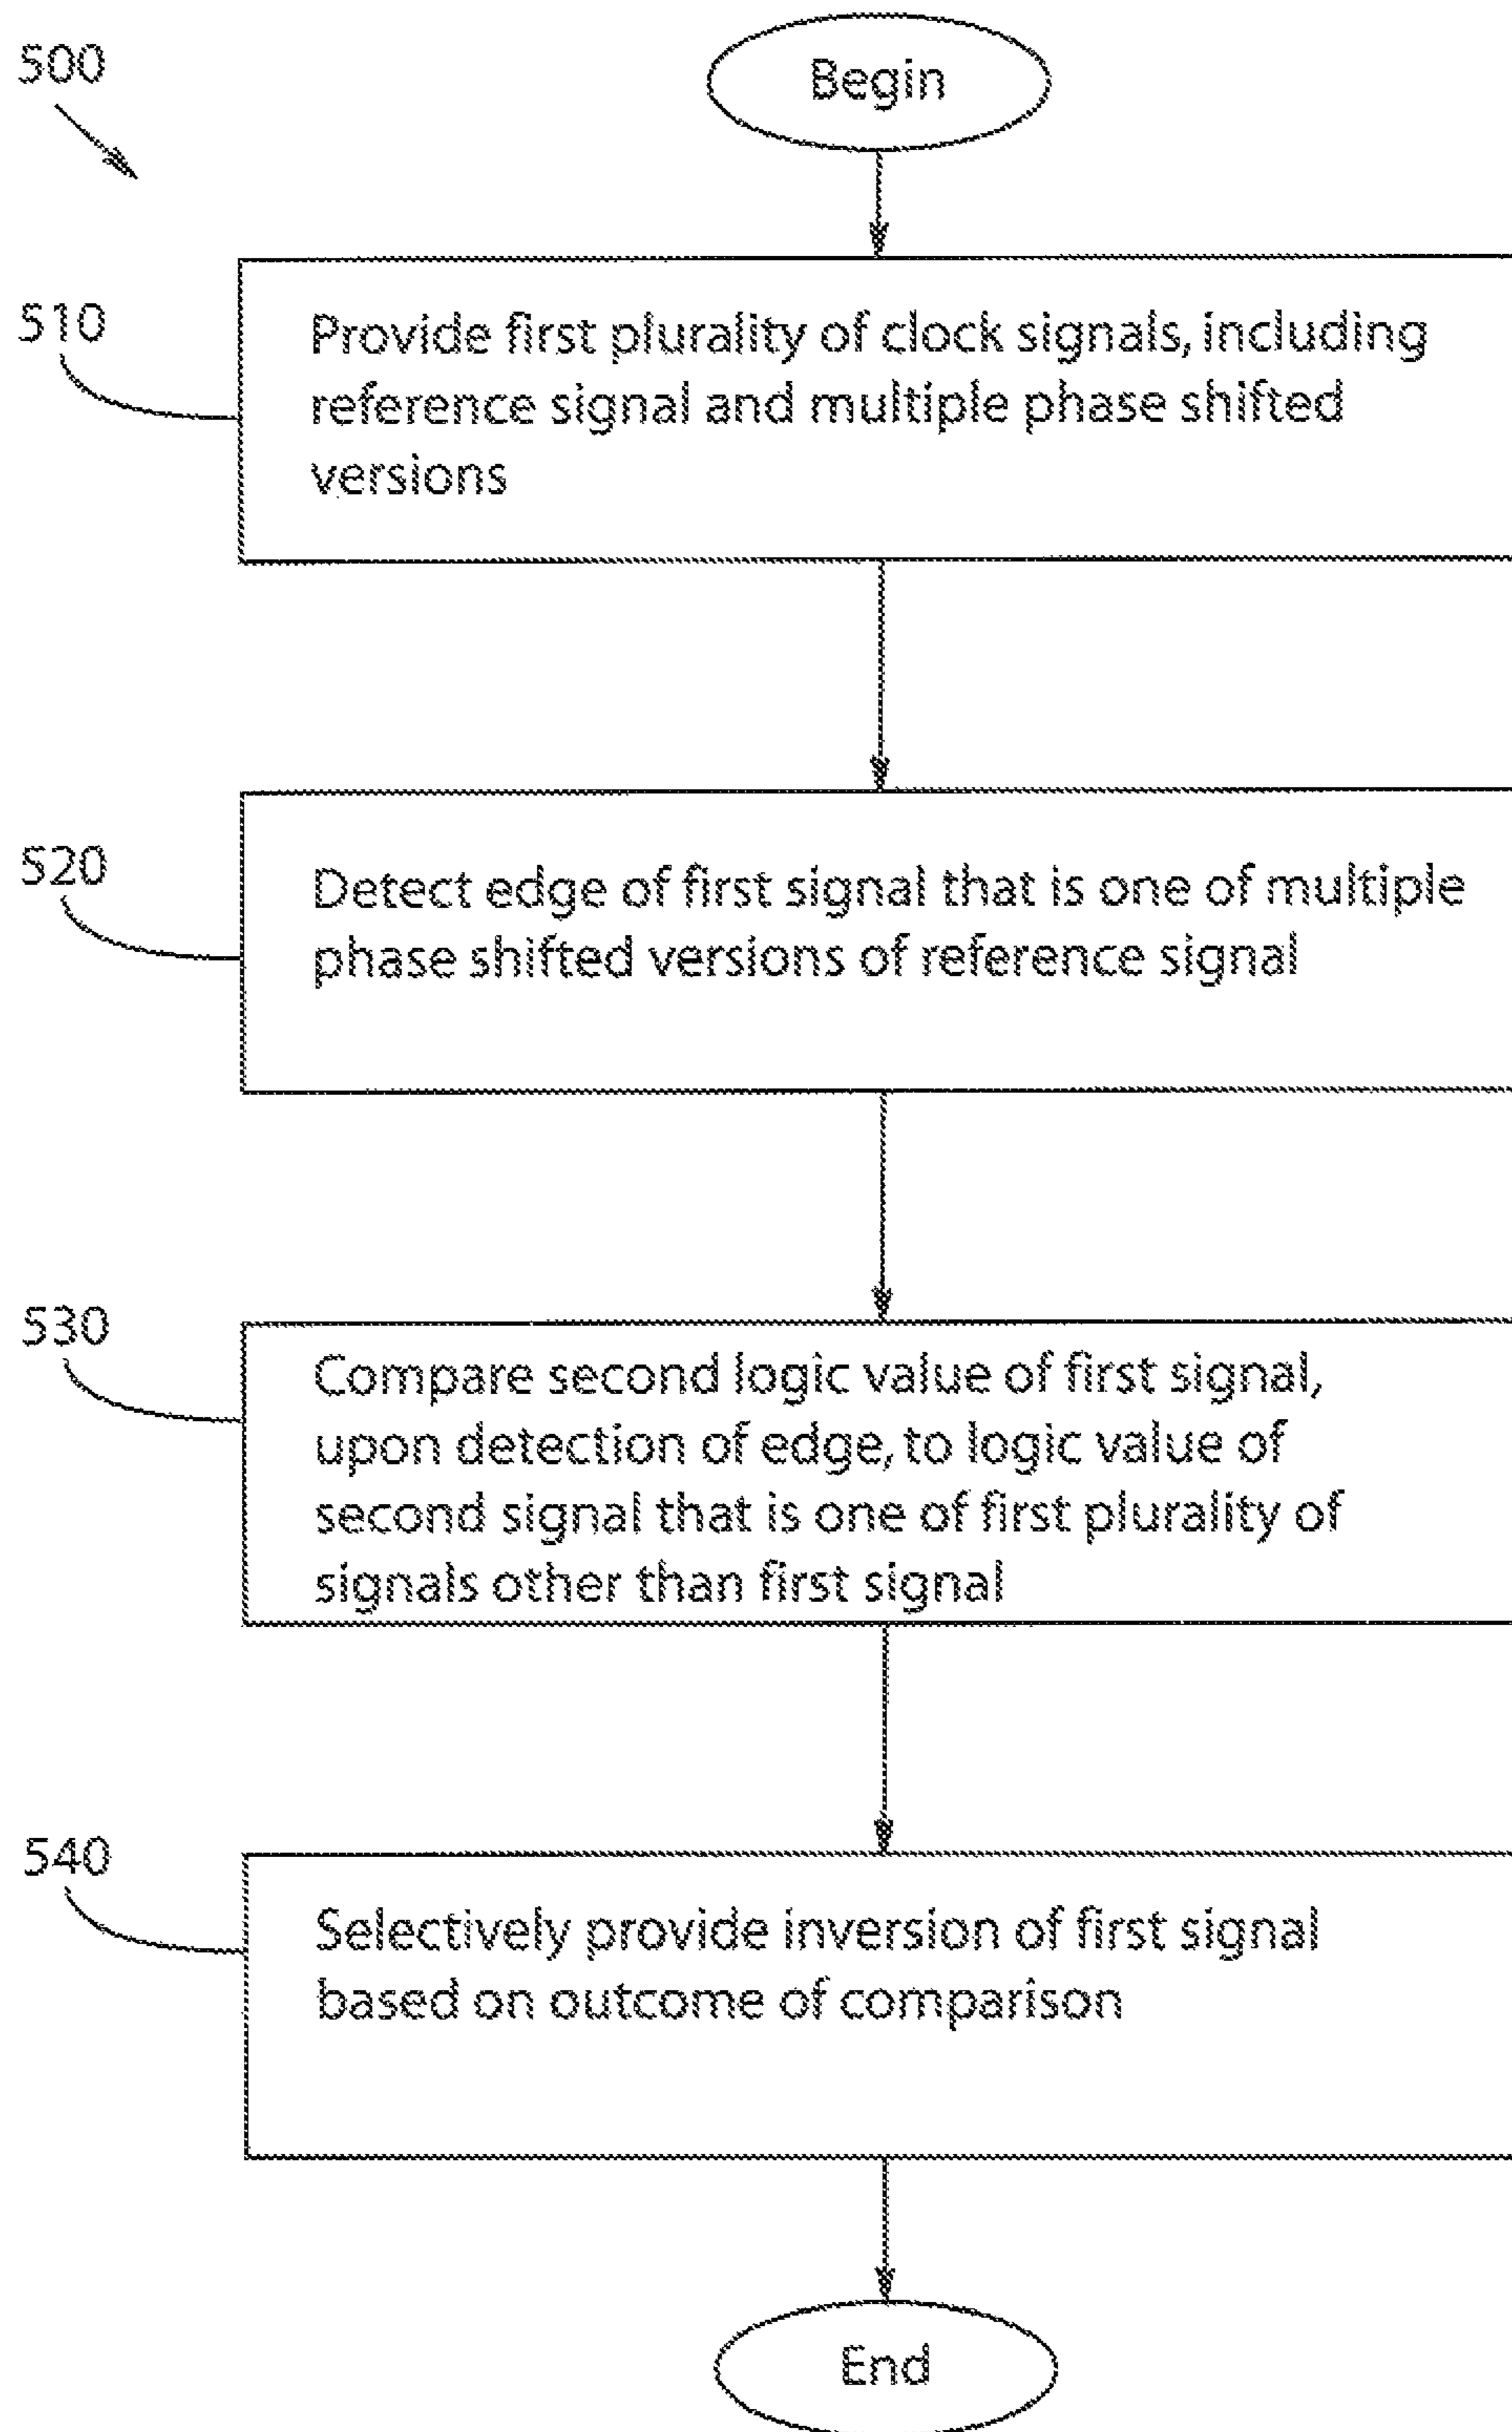 500
Begin
510
Provide first plurality of clock signals, including
reference signal and multiple phase shifted
versions
520
Detect edge of first signal that is one of multiple
phase shifted versions of reference signal
530
Compare second logic value of first signal,
upon detection of edge, to logic value of
second signal that is one of first plurality of
signals other than first signal
540
Selectively provide inversion of first signal
based on outcome of comparison
End